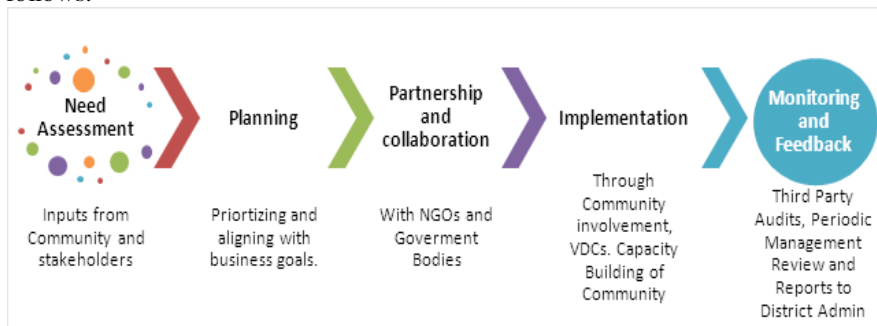 Need
Assessment
Planning
Partnership
and
collaboration
Implementation
Monitoring
and
Feedback
Inputs from
Community and
stakeholders
Priortizing and
aligning with
business goals.
With NGOs and
Goverment
Bodies
Through
Community
involvement,
VDCs. Capacity
Building of
Community
Third Party
Audits, Periodic
Management
Review and
Reports to
District Admin